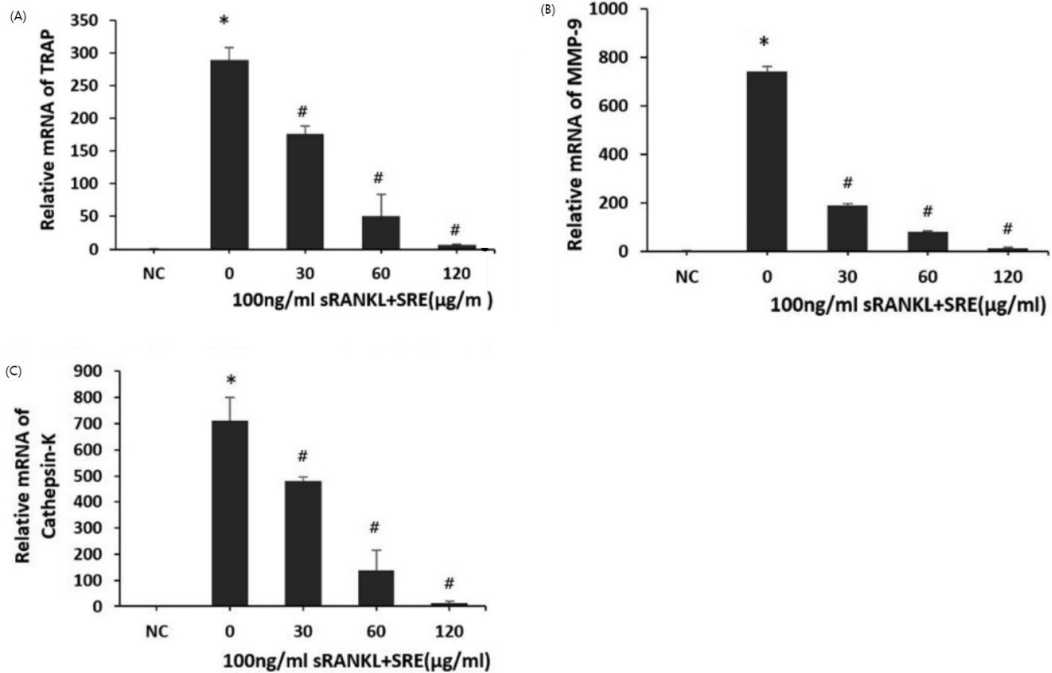 (A)
Relative mRNA of TRAP
350
300
250
200
150
100
50
0
*
#
#
#
NC 0 30 60 120
100ng/ml sRANKL+SRE(μg/m )
(B)
Relative mRNA of MMP-9
1000
800
600
400
200
0
*
#
#
#
NC 0 30 60 120
100ng/ml sRANKL+SRE(μg/ml)
(C)
Relative mRNA of
Cathepsin-K
900
800
700
600
500
400
300
200
100
0
*
#
#
#
NC 0 30 60 120
100ng/ml sRANKL+SRE(μg/ml)